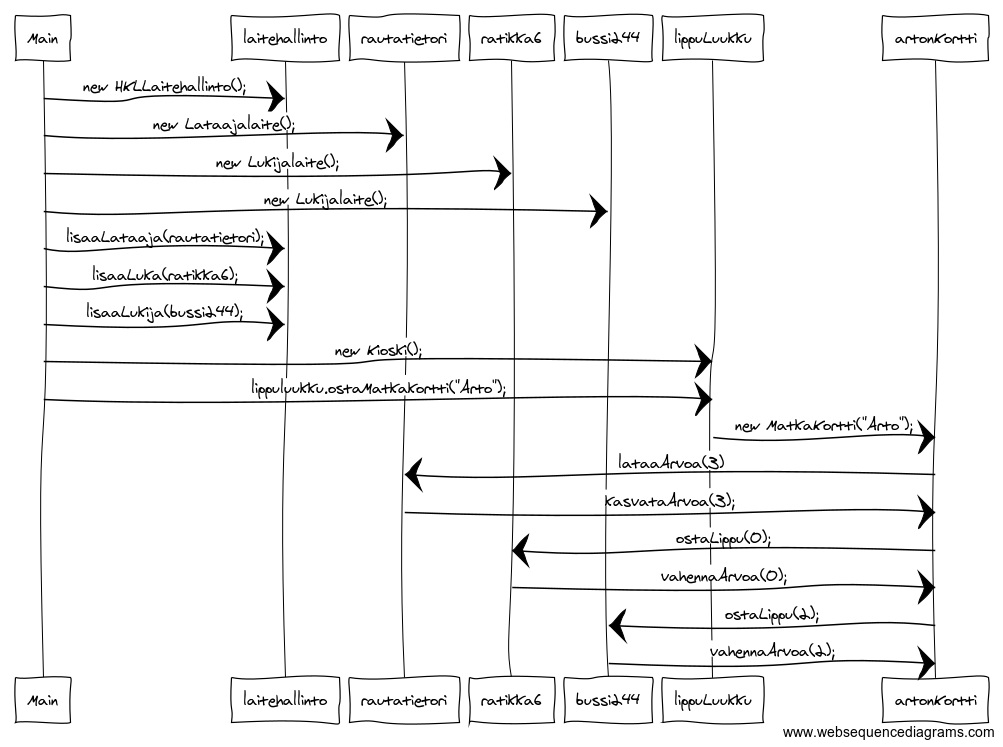 Main laitehallinto rautatietori ratikka6 bussi244 lippuLuukku artonKortti
new HKLLaitehallinto();
new Lataajalaite();
new Lukijalaite();
new Lukijalaite();
lisaaLataaja(rautatietori);
lisaaLuka(ratikka6);
lisaaLukija(bussi244);
new Kioski();
lippuluukku.ostaMatkakortti("Arto");
new MatkaKortti("Arto");
lataaArvoa(3)
kasvataArvoa(3);
ostaLippu(0);
vahennaArvoa(0);
ostaLippu(2);
vahennaArvoa(2);
Main laitehallinto rautatietori ratikka6 bussi244 lippuLuukku artonKortti
www.websequencediagrams.com